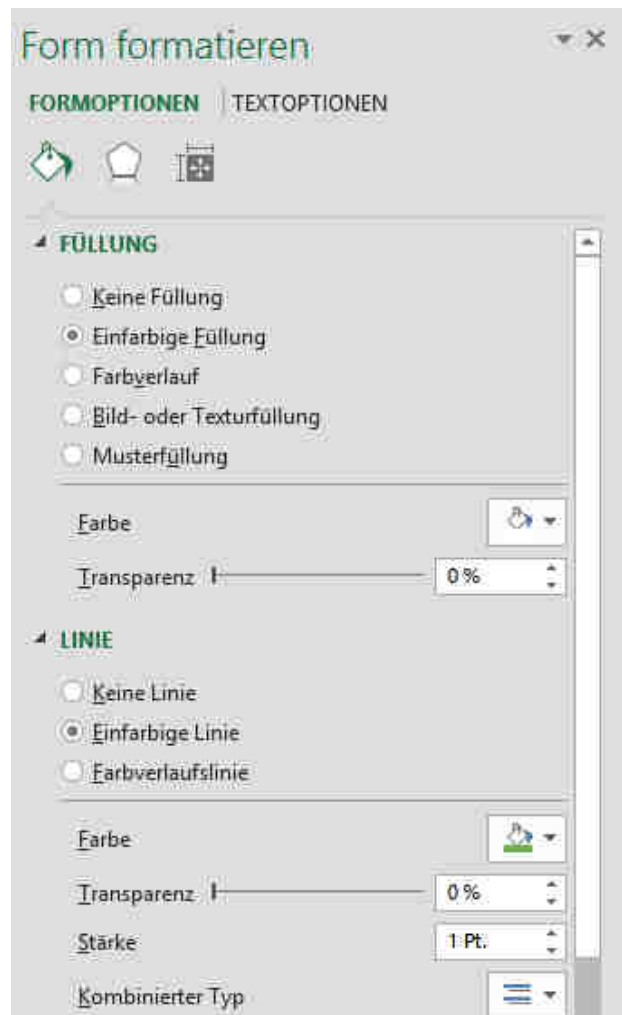 Form formatieren
FORMOPTIONEN TEXTOPTIONEN
FÜLLUNG
Keine Füllung
Einfarbige Füllung
Farbverlauf
Bild- oder Texturfüllung
Musterfüllung
Farbe
Transparenz 0 %
LINIE
Keine Linie
Einfarbige Linie
Farbverlaufslinie
Farbe
Transparenz 0 %
Stärke 1 Pt.
Kombinierter Typ